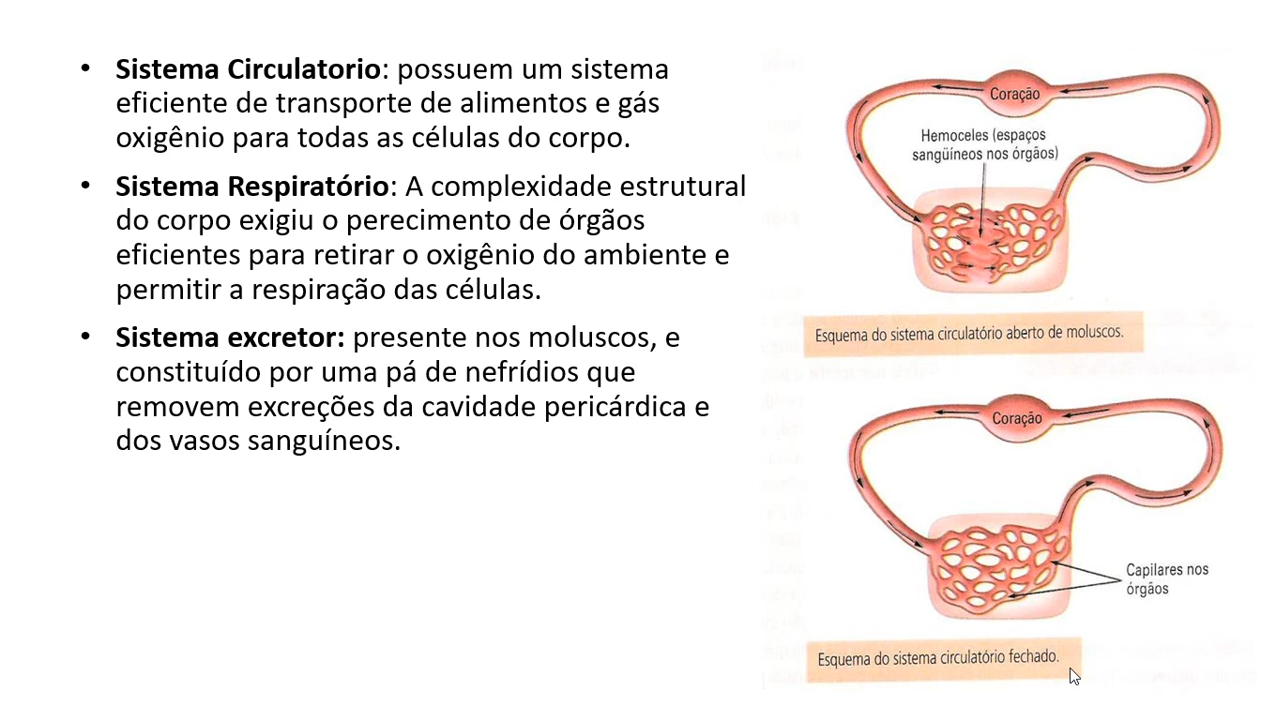 • Sistema Circulatorio: possuem um sistema
eficiente de transporte de alimentos e gás
oxigênio para todas as células do corpo.
• Sistema Respiratório: A complexidade estrutural
do corpo exigiu o perecimento de órgãos
eficientes para retirar o oxigênio do ambiente e
permitir a respiração das células.
• Sistema excretor: presente nos moluscos, e
constituído por uma pá de nefrídios que
removem excreções da cavidade pericárdica e
dos vasos sanguíneos.
Coração
Hemoceles (espaços
sangüíneos nos órgãos)
Esquema do sistema circulatório aberto de moluscos.
Coração
Capilares nos
órgãos
Esquema do sistema circulatório fechado.